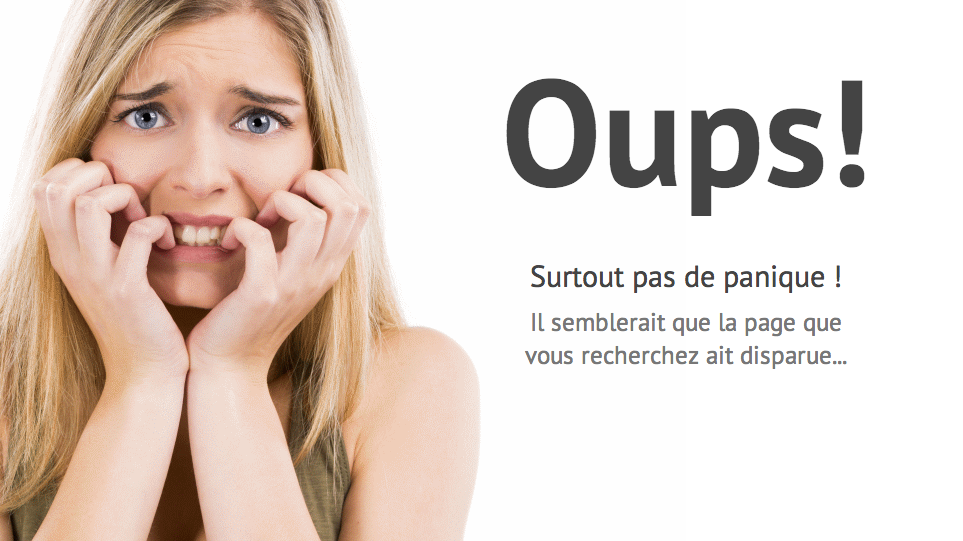 Oups!
Surtout pas de panique !
Il semblerait que la page que
vous recherchez ait disparue...